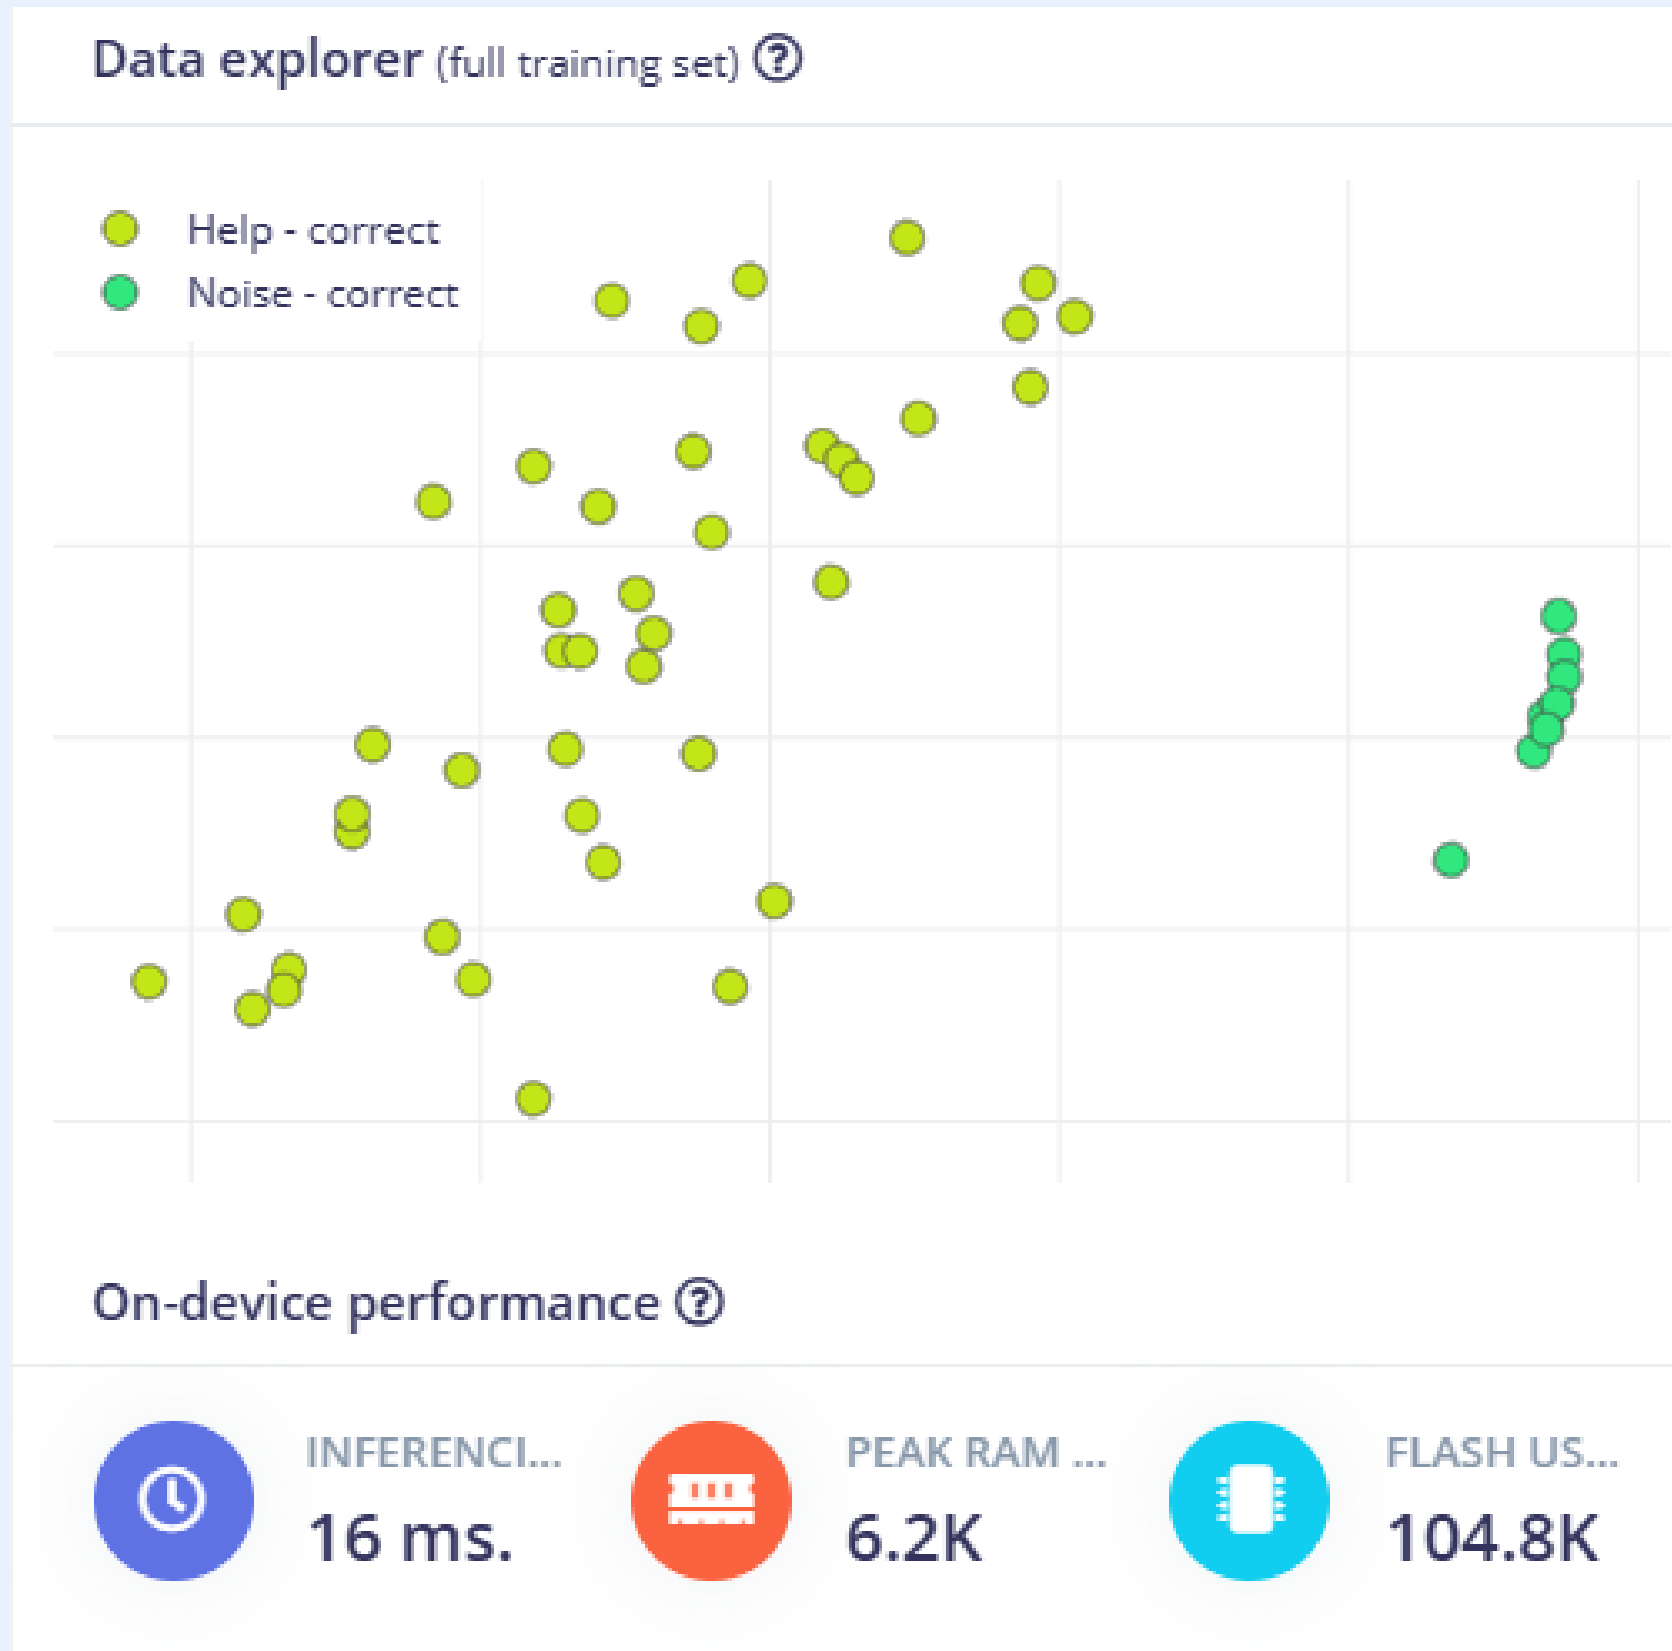 Data explorer (full training set) ?
Help - correct
Noise - correct
On-device performance ?
INFERENCI... PEAK RAM ... FLASH US...
16 ms. 6.2K 104.8K